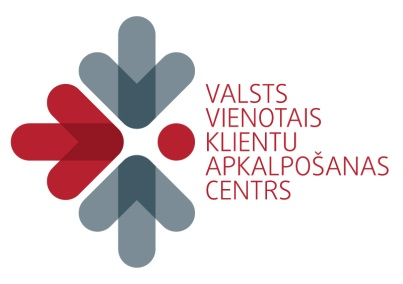 VALSTS
VIENOTAIS
KLIENTU
APKALPOŠANAS
CENTRS